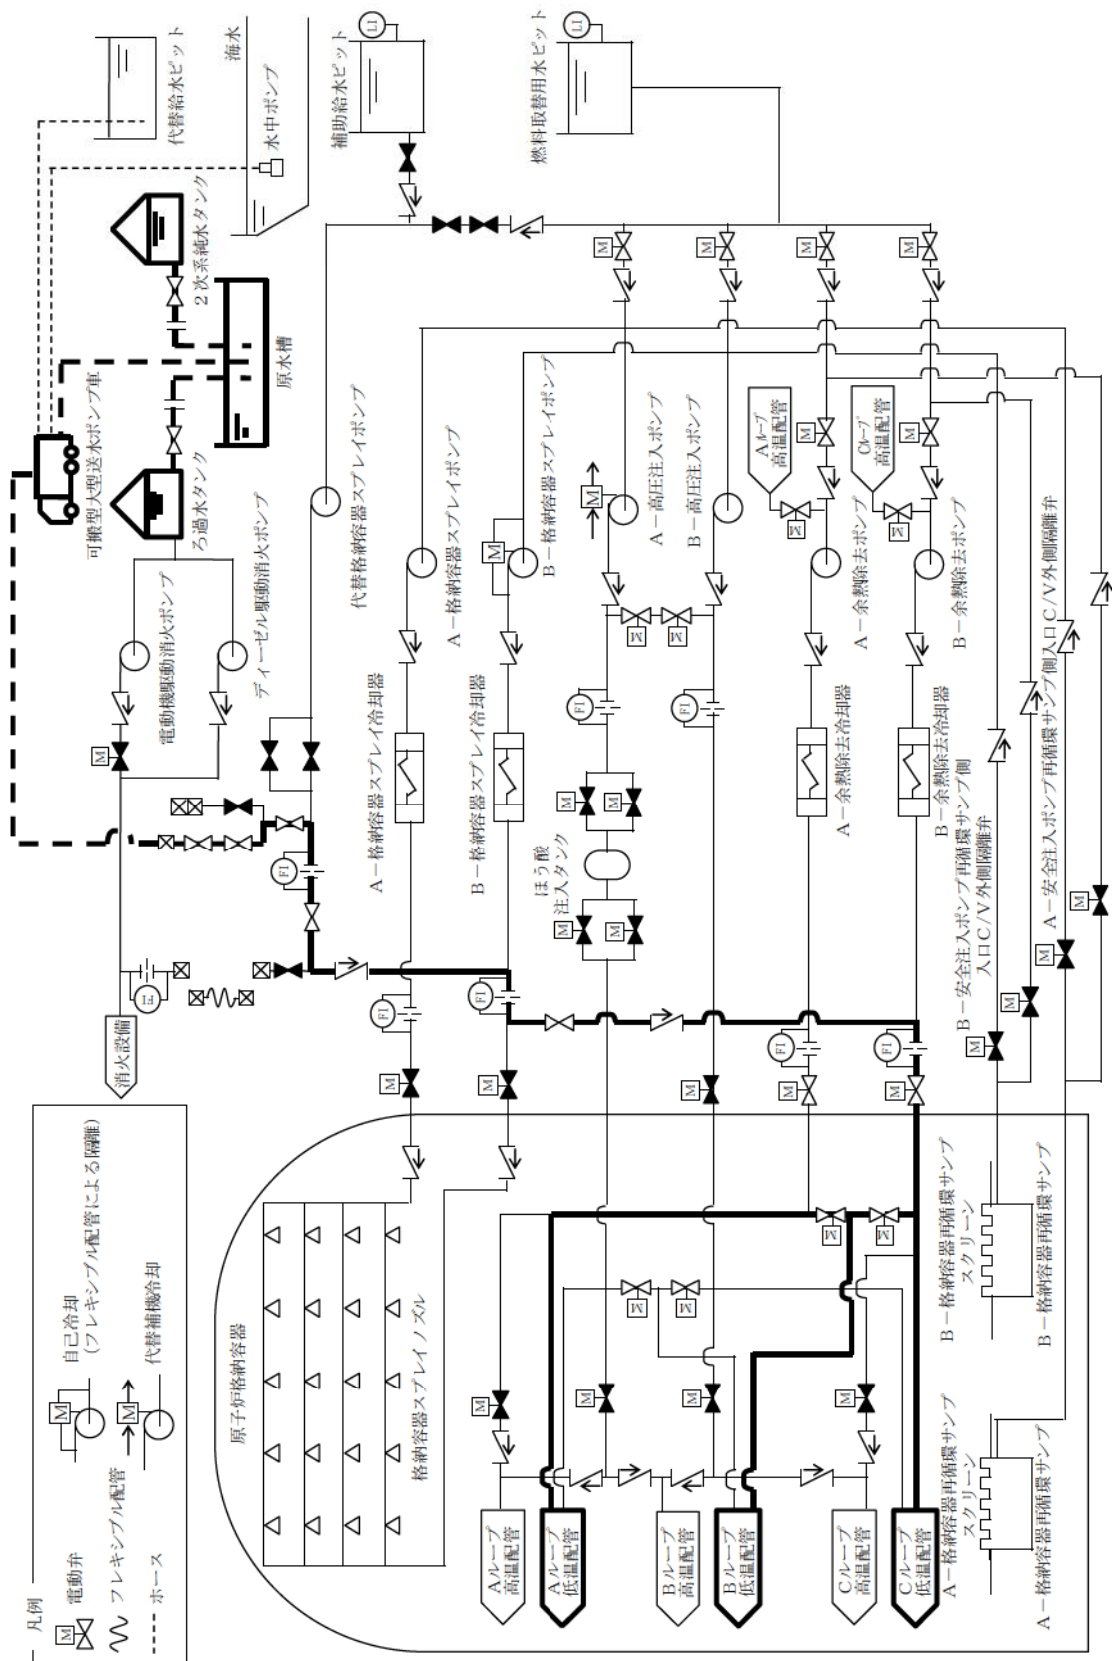 凡例
電動弁
フレキシブル配管
ホース
自己冷却
(フレキシブル配管による隔離)
代替補機冷却
M
M
M
代替給水ピット
海水
水中ポンプ
補助給水ピット
LI
燃料取替用水ピット
LI
2次系純水タンク
原水槽
可搬型大型送水ポンプ車
ろ過水タンク
電動機駆動消火ポンプ
ディーゼル駆動消火ポンプ
消火設備
FI
M
FI
代替格納容器スプレイポンプ
A-格納容器スプレイポンプ
B-格納容器スプレイポンプ
M
A-高圧注入ポンプ
M
B-高圧注入ポンプ
Aループ
高温配管
Cループ
高温配管
A-余熱除去ポンプ
B-余熱除去ポンプ
M
M
M
M
M
M
M
M
A-格納容器スプレイ冷却器
B-格納容器スプレイ冷却器
M
M
FI
FI
ほう酸
注入タンク
M
M
M
M
A-余熱除去冷却器
B-余熱除去冷却器
B-安全注入ポンプ再循環サンプ側
入口C/V外側隔離弁
A-安全注入ポンプ再循環サンプ側入口C/V外側隔離弁
M
M
M
M
FI
FI
FI
FI
M
M
M
M
M
原子炉格納容器
格納容器スプレイノズル
M
M
M
M
M
M
M
M
Aループ
高温配管
Aループ
低温配管
Bループ
高温配管
Bループ
低温配管
Cループ
高温配管
Cループ
低温配管
B-格納容器再循環サンプ
スクリーン
B-格納容器再循環サンプ
A-格納容器再循環サンプ
スクリーン
A-格納容器再循環サンプ